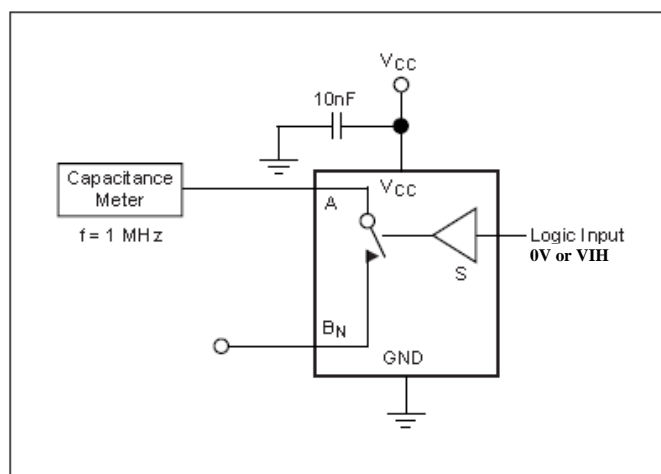 VCC
10nF
Capacitance
Meter
f = 1 MHz
VCC
A
Logic Input
0V or VIH
S
BN
GND